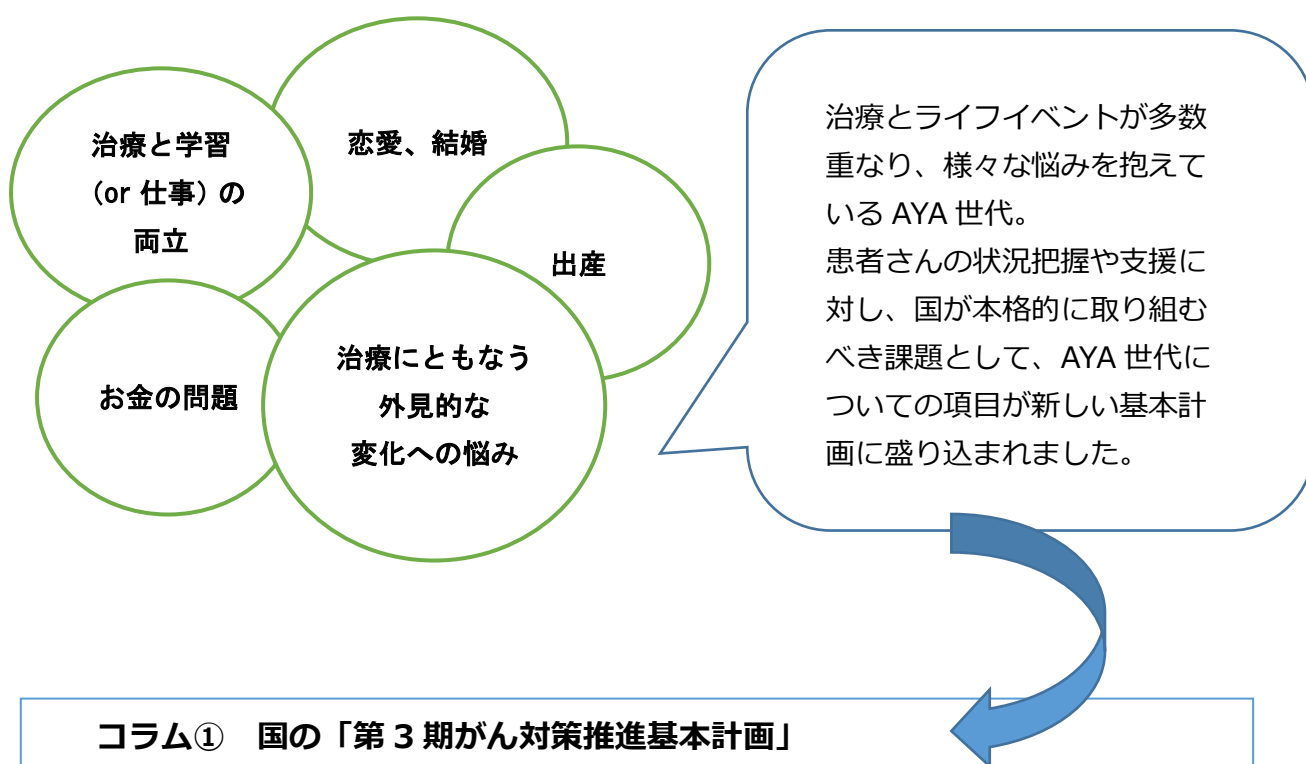 治療と学習
（or 仕事）の
両立
恋愛、結婚
出産
お金の問題
治療にともなう
外見的な
変化への悩み
治療とライフイベントが多数
重なり、様々な悩みを抱えて
いる AYA 世代。
患者さんの状況把握や支援に
対し、国が本格的に取り組む
べき課題として、AYA 世代に
ついての項目が新しい基本計
画に盛り込まれました。
コラム①　国の「第 3 期がん対策推進基本計画」